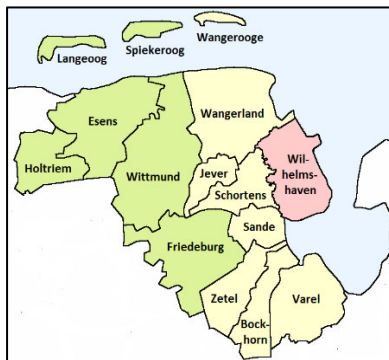 Wangerooge
Spiekeroog
Langeoog
Wangerland
Esens
Wil-
helms-
haven
Holtriem
Jever
Wittmund
Schortens
Sande
Friedeburg
Zetel
Varel
Bock-
horn